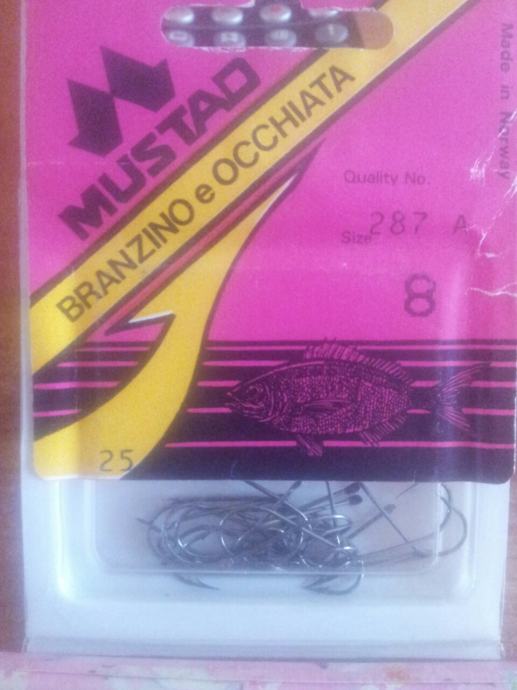 MUSTAD
BRANZINO e OCCHIATA
Made in Norway
Quality No.
287 A
Size
8
25